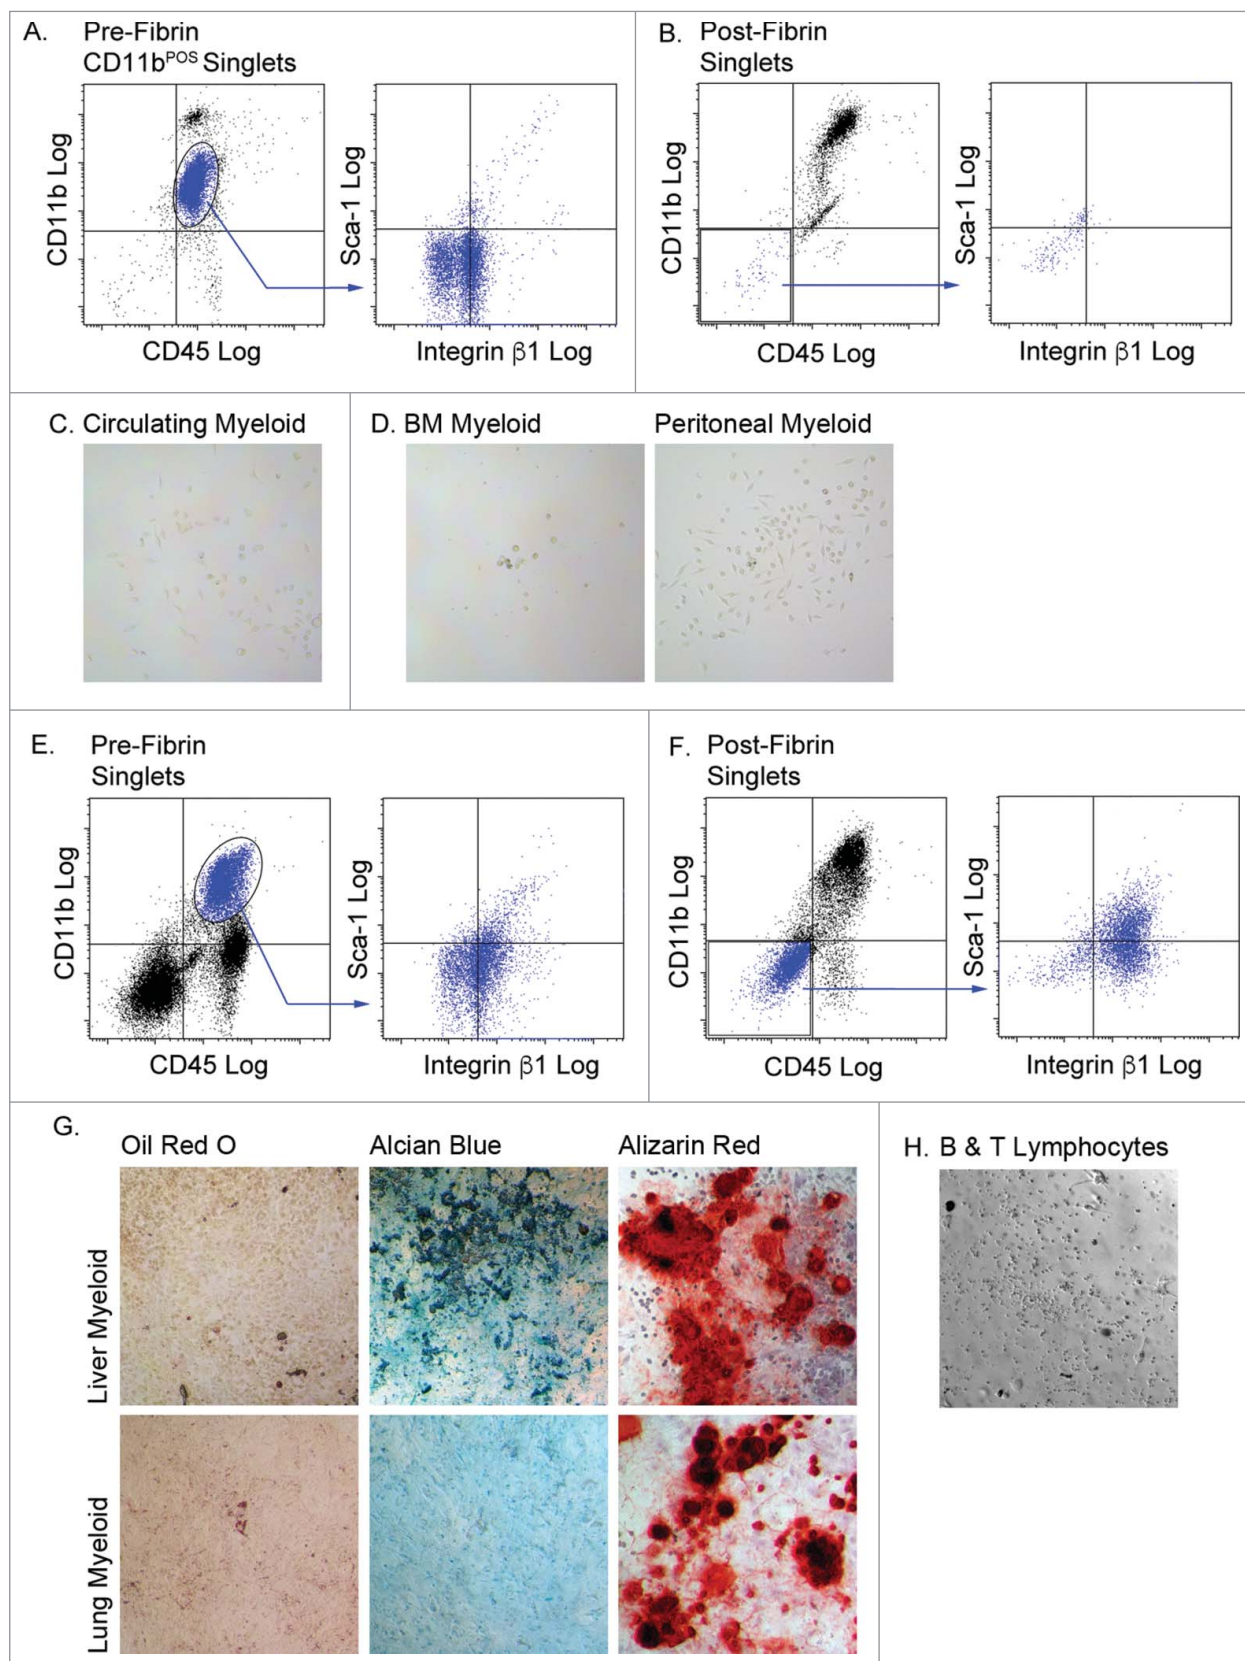 A. Pre-Fibrin
CD11bPOS Singlets
CD11b Log
CD45 Log
Sca-1 Log
Integrin β1 Log
B. Post-Fibrin
Singlets
CD11b Log
CD45 Log
Sca-1 Log
Integrin β1 Log
C. Circulating Myeloid
D. BM Myeloid
Peritoneal Myeloid
E. Pre-Fibrin
Singlets
CD11b Log
CD45 Log
Sca-1 Log
Integrin β1 Log
F. Post-Fibrin
Singlets
CD11b Log
CD45 Log
Sca-1 Log
Integrin β1 Log
G.
Oil Red O
Alcian Blue
Alizarin Red
Liver Myeloid
Lung Myeloid
H. B & T Lymphocytes